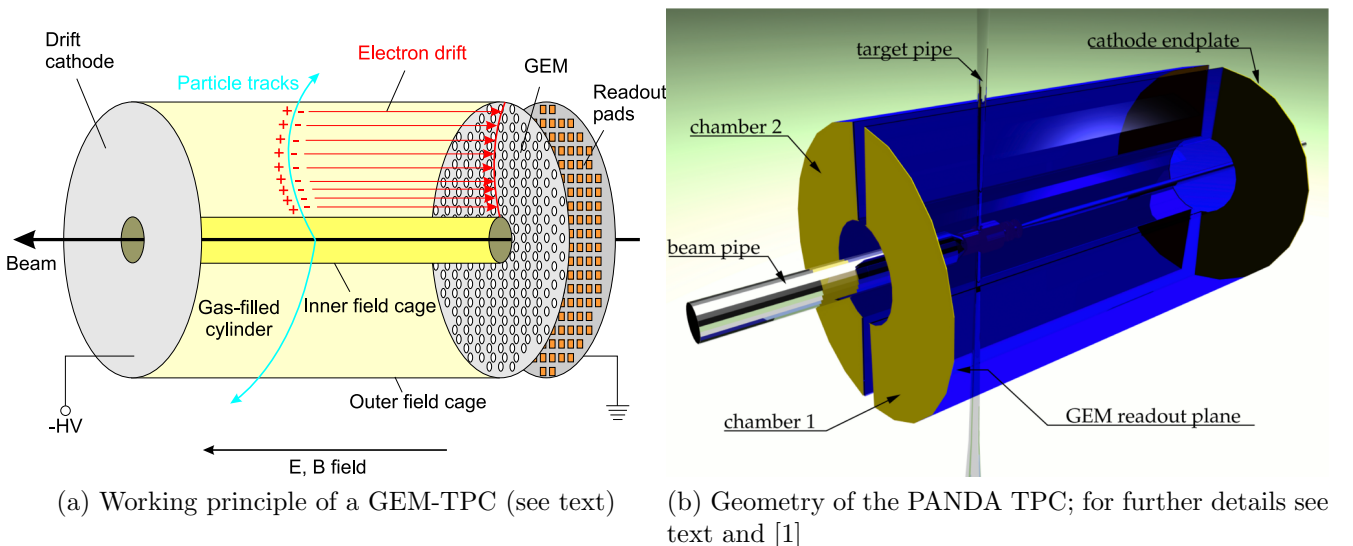 Drift
cathode
Particle tracks
Electron drift
GEM
Readout
pads
Beam
Gas-filled
cylinder
Inner field cage
Outer field cage
-HV
E, B field
(a) Working principle of a GEM-TPC (see text)
target pipe
cathode endplate
chamber 2
beam pipe
chamber 1
GEM readout plane
(b) Geometry of the PANDA TPC; for further details see
text and [1]